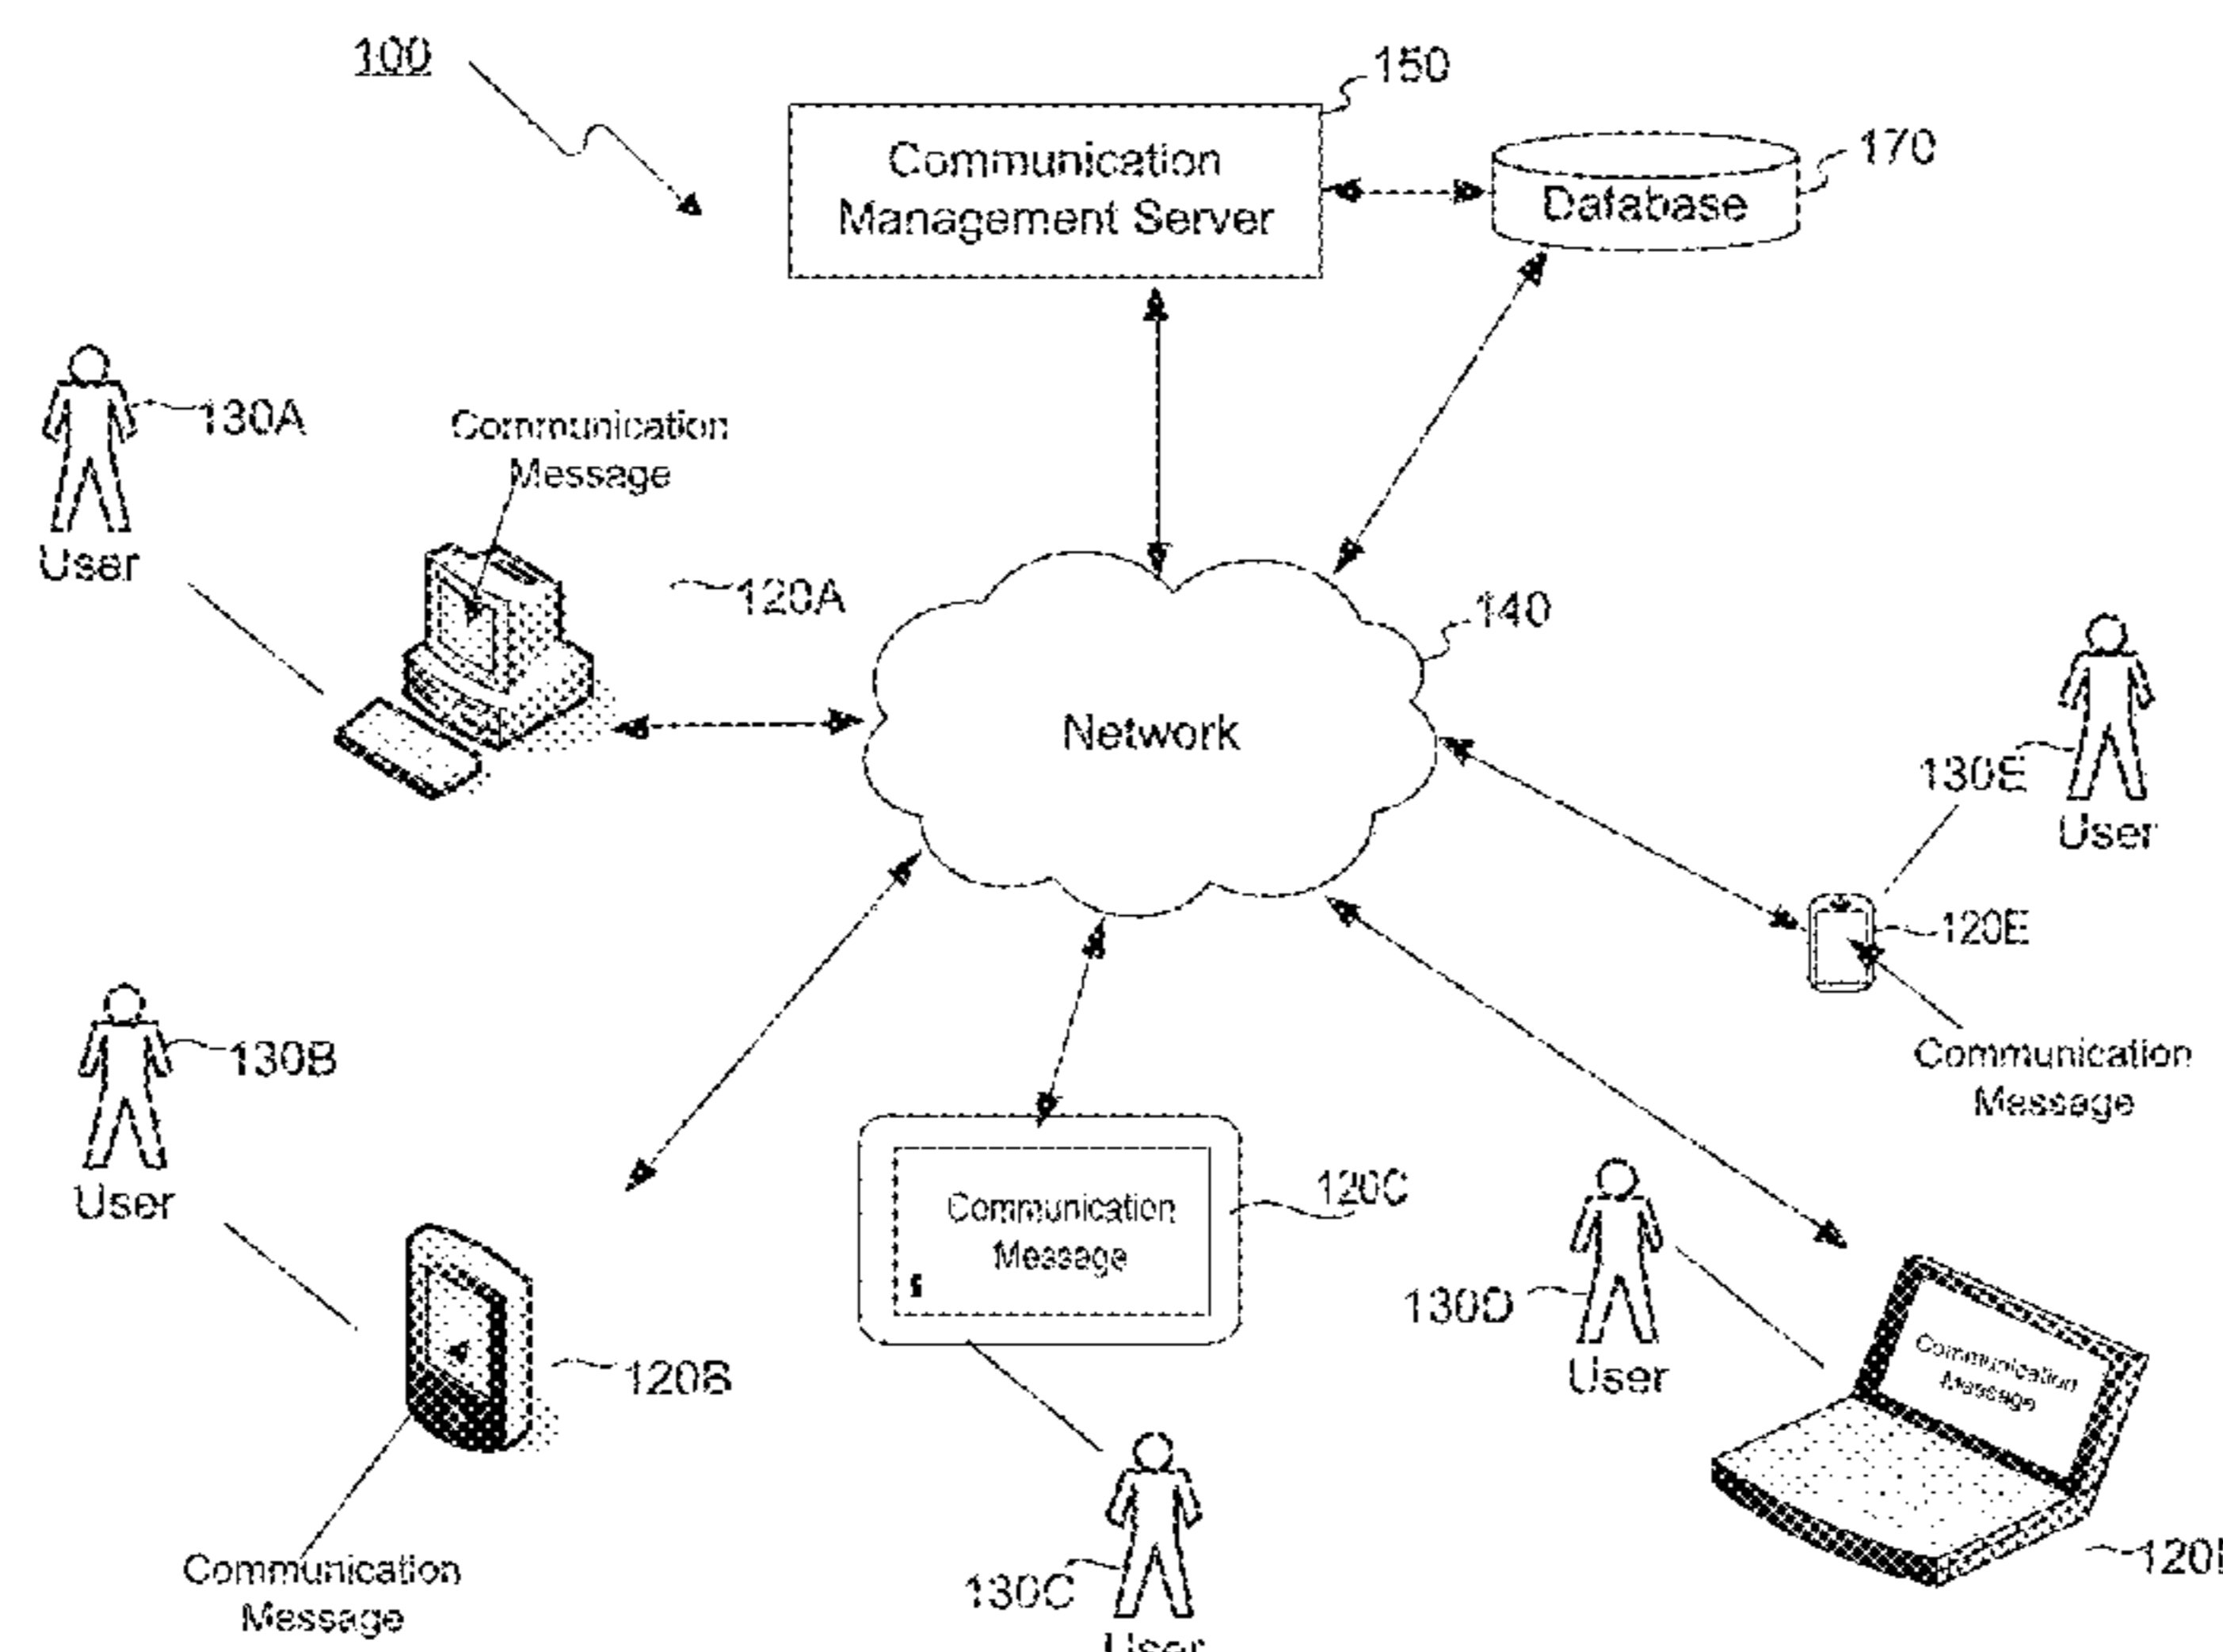 100
150
Communication
Management Server
170
Database
130A
User
Communication
Message
120A
140
Network
130E
User
120E
Communication
Message
130B
User
120B
Communication
Message
Communication
Message
120C
130C
User
130D
User
Communication
Message